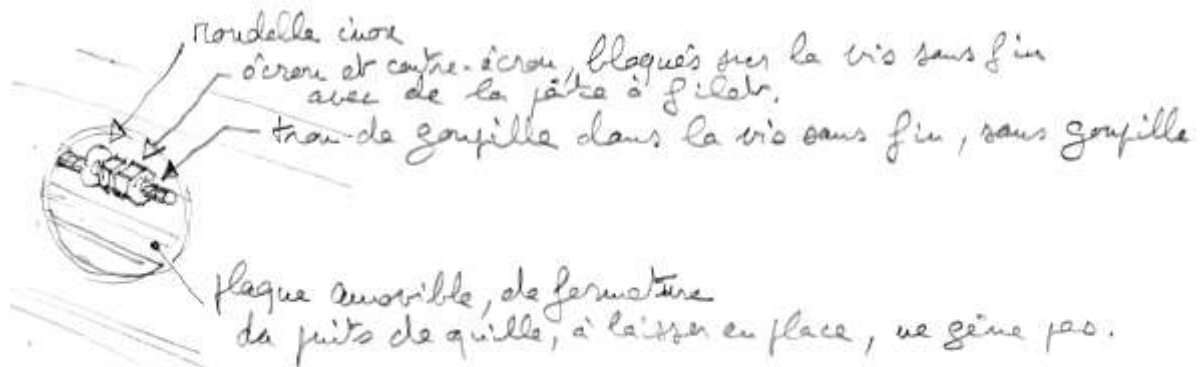 rondelle inox
écrou et contre-écrou, bloqués sur la vis sans fin
avec de la pâte à filet.
trou de goupille dans la vis sans fin, sans goupille
plaque amovible, de fermeture
du puits de quille, à laisser en place, ne gêne pas.